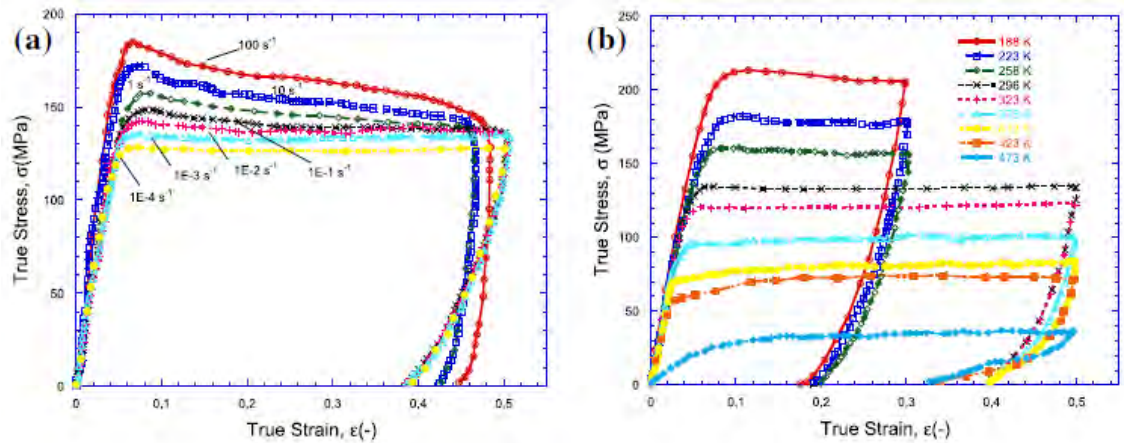 (a)
200
150
100
50
0
True Stress, σ(MPa)
100 s⁻¹
10 s⁻¹
1 s⁻¹
1E-1 s⁻¹
1E-2 s⁻¹
1E-3 s⁻¹
1E-4 s⁻¹
0 0,1 0,2 0,3 0,4 0,5
True Strain, ε(-)
(b)
250
200
150
100
50
0
True Stress, σ (MPa)
188 K
223 K
258 K
296 K
323 K
423 K
473 K
0 0,1 0,2 0,3 0,4 0,5
True Strain, ε(-)